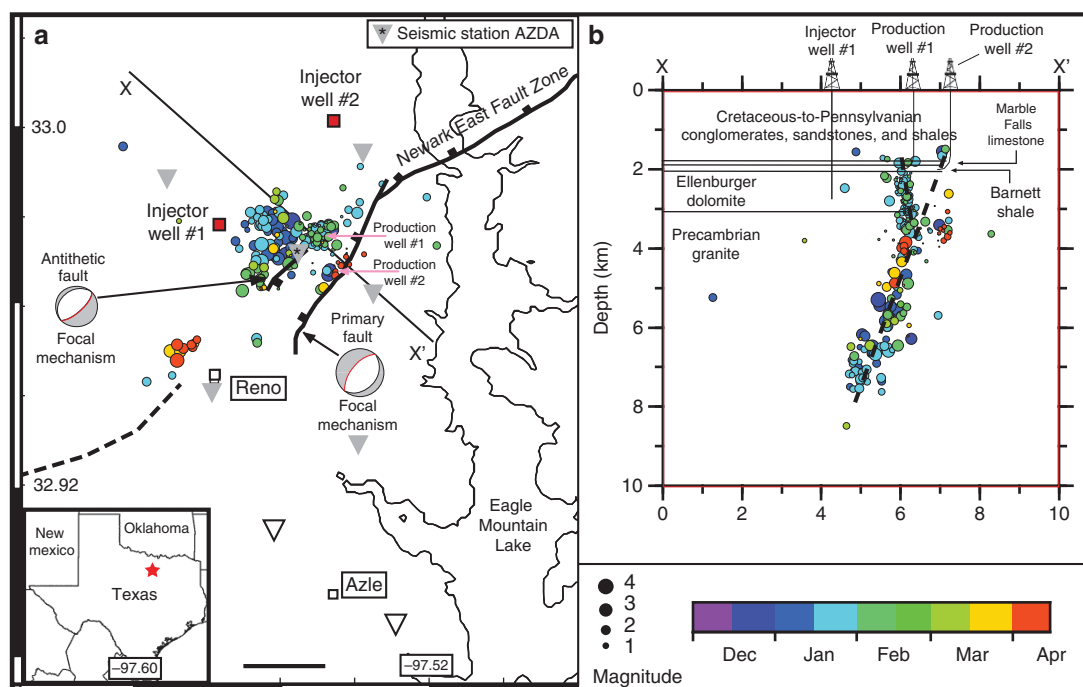 a
* Seismic station AZDA
X
Injector
well #2
33.0
Newark East Fault Zone
Injector
well #1
Production
well #1
Production
well #2
Antithetic
fault
*
Focal
mechanism
Primary
fault
X'
Reno
Focal
mechanism
32.92
Eagle
Mountain
Lake
New
mexico
Oklahoma
Texas
Azle
–97.60
–97.52
b
Injector
well #1
Production
well #1
Production
well #2
X
X'
0
2
4
6
8
10
Depth (km)
Cretaceous-to-Pennsylvanian
conglomerates, sandstones, and shales
Marble
Falls
limestone
Ellenburger
dolomite
Barnett
shale
Precambrian
granite
0 2 4 6 8 10
4
3
2
1
Magnitude
Dec Jan Feb Mar Apr